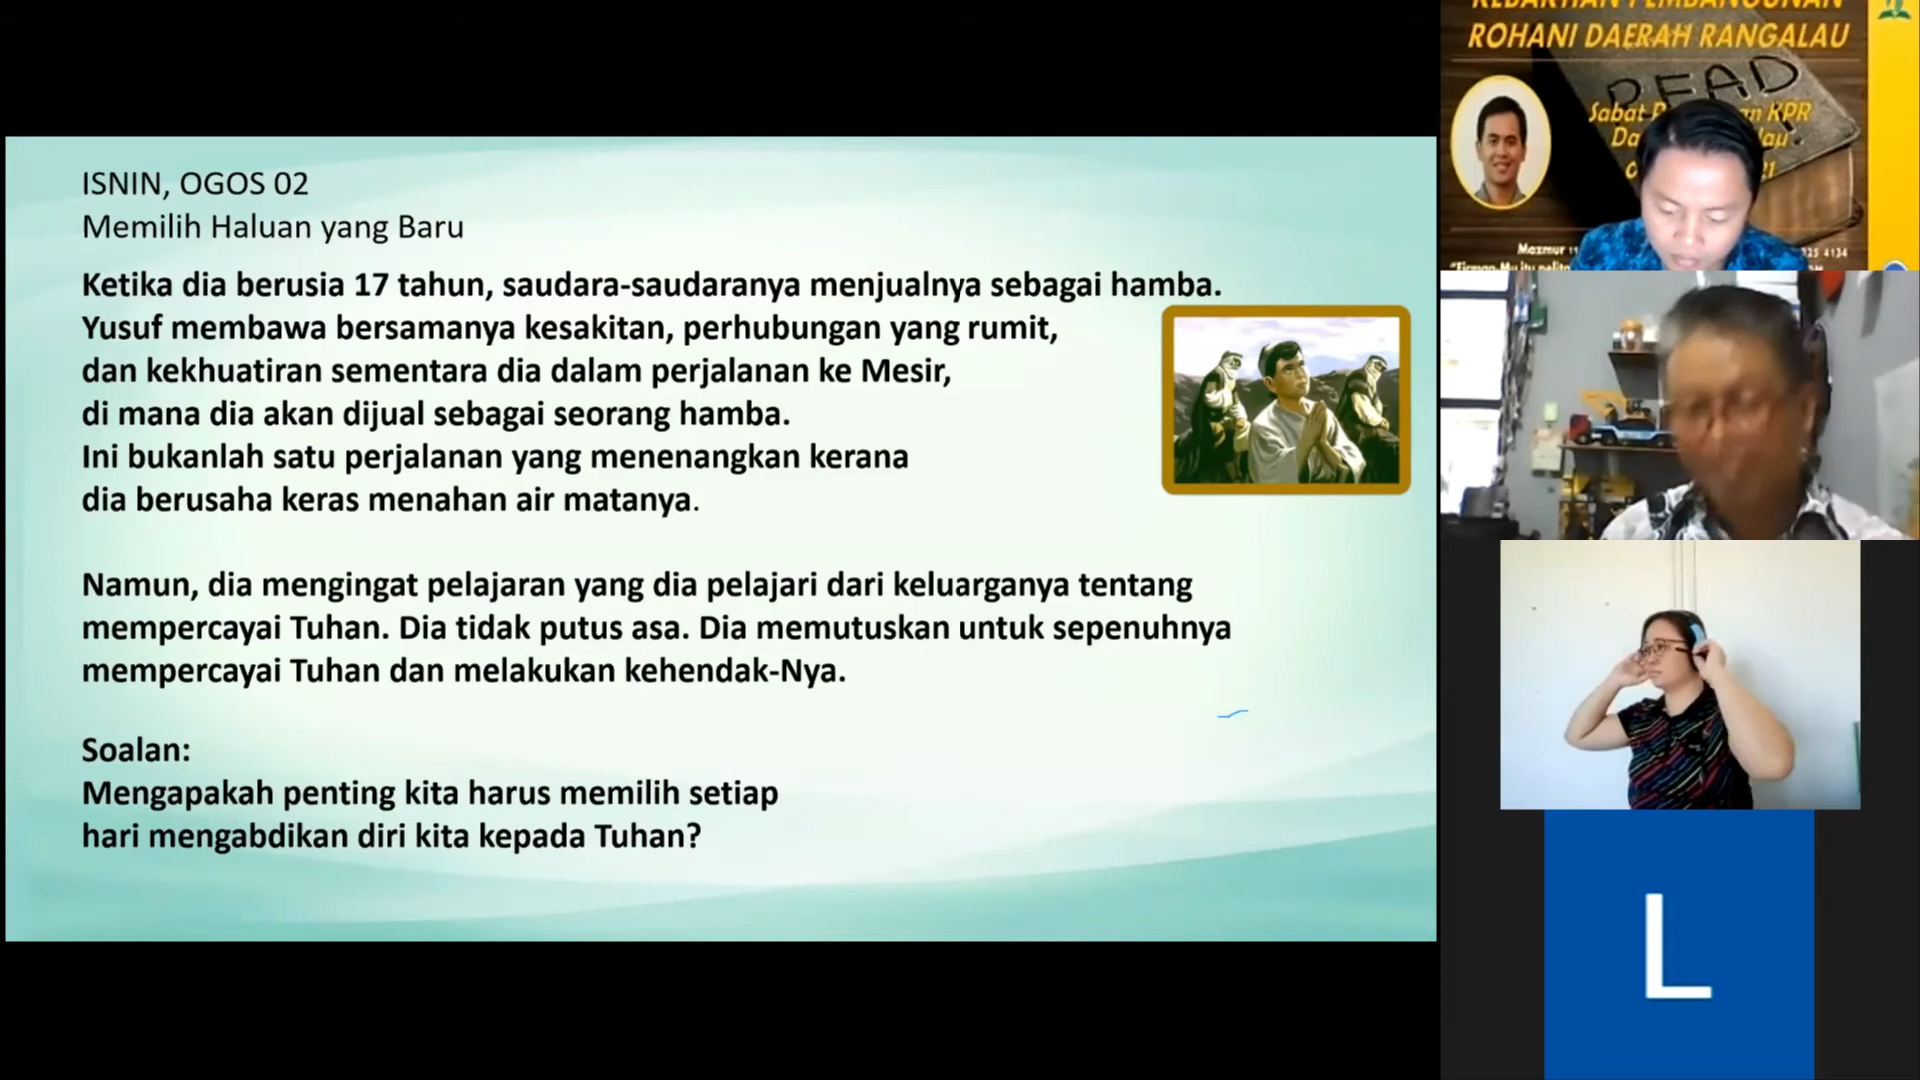 ISNIN, OGOS 02
Memilih Haluan yang Baru
Ketika dia berusia 17 tahun, saudara-saudaranya menjualnya sebagai hamba.
Yusuf membawa bersamanya kesakitan, perhubungan yang rumit,
dan kekhuatiran sementara dia dalam perjalanan ke Mesir,
di mana dia akan dijual sebagai seorang hamba.
Ini bukanlah satu perjalanan yang menenangkan kerana
dia berusaha keras menahan air matanya.
Namun, dia mengingat pelajaran yang dia pelajari dari keluarganya tentang
mempercayai Tuhan. Dia tidak putus asa. Dia memutuskan untuk sepenuhnya
mempercayai Tuhan dan melakukan kehendak-Nya.
Soalan:
Mengapakah penting kita harus memilih setiap
hari mengabdikan diri kita kepada Tuhan?
ROHANI DAERAH RANGALAU
READ
Sabat
KPR
Mazmur
L